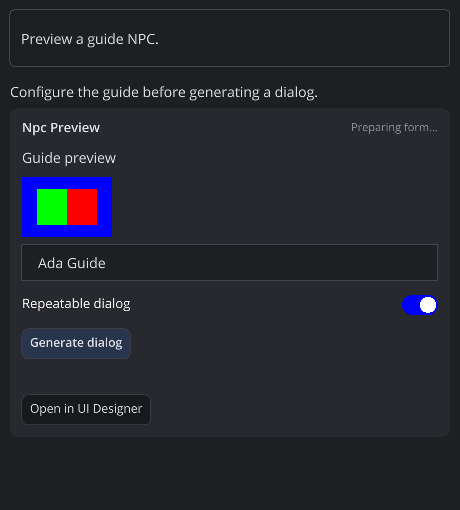 Preview a guide NPC.
Configure the guide before generating a dialog.
Npc Preview
Preparing form...
Guide preview
Ada Guide
Repeatable dialog
Generate dialog
Open in UI Designer